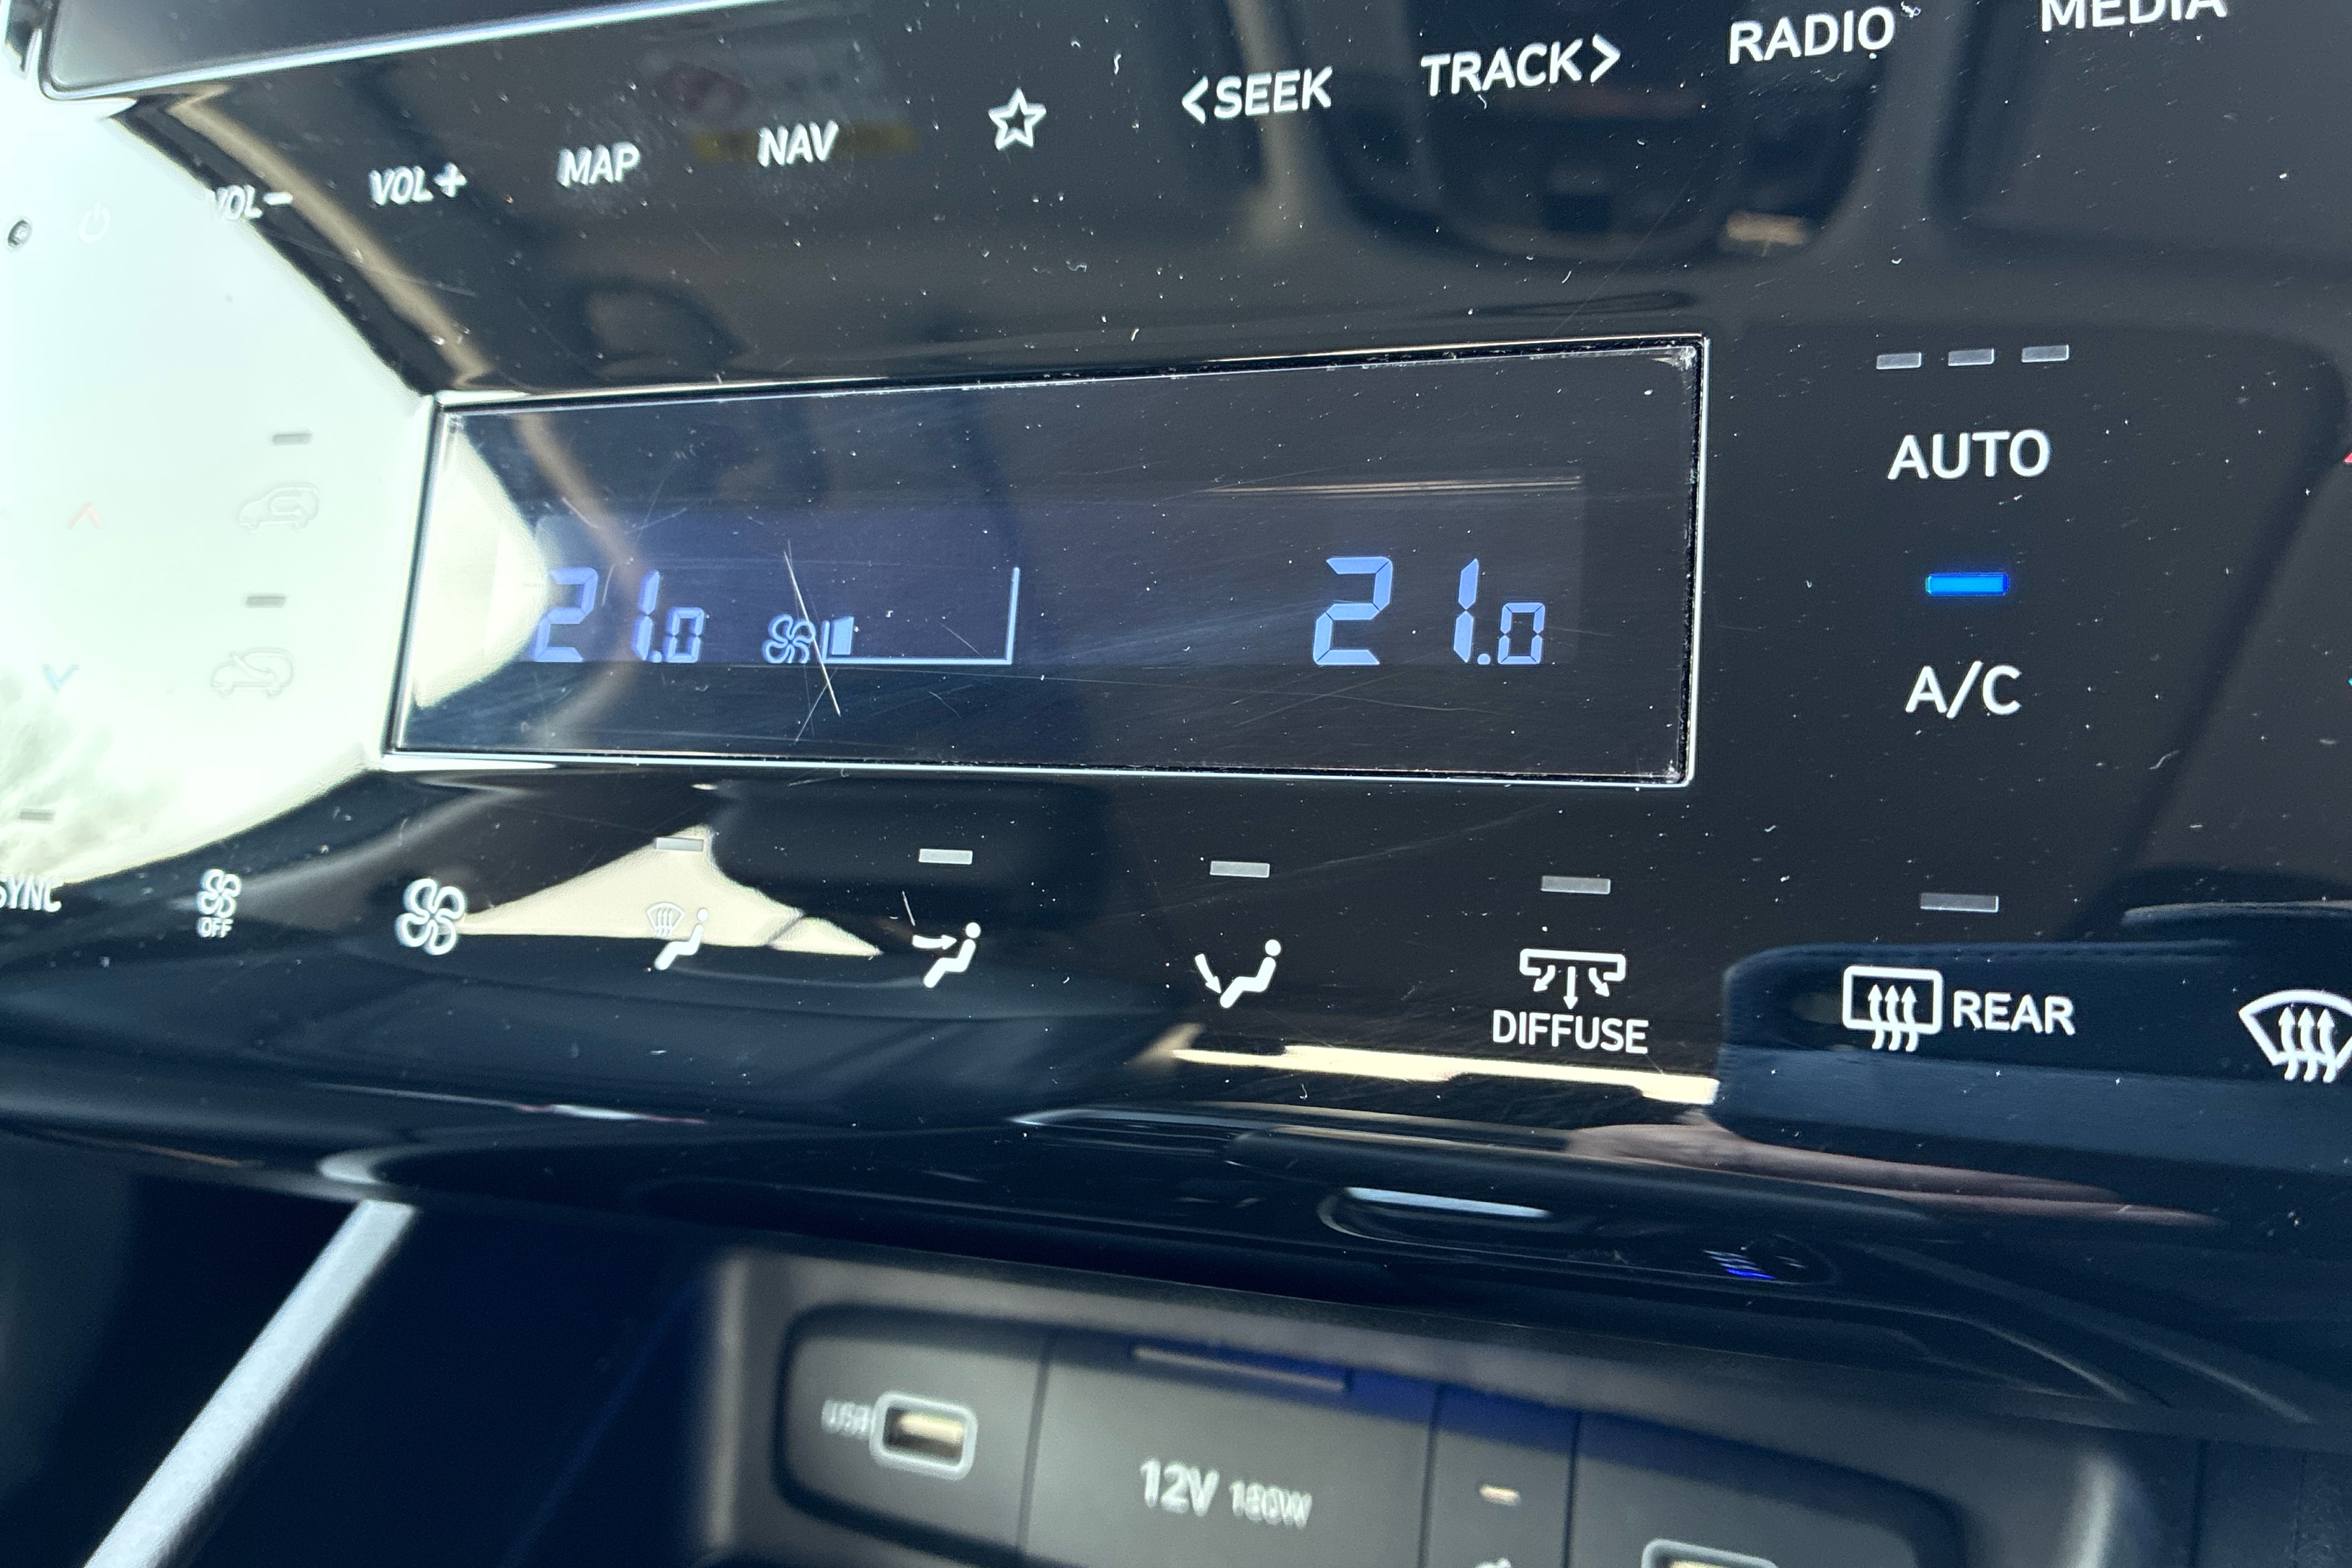 VOL- VOL+ MAP NAV <SEEK TRACK> RADIO MEDIA
AUTO
21.0 21.0
A/C
SYNC OFF DIFFUSE REAR
USB 12V 180W